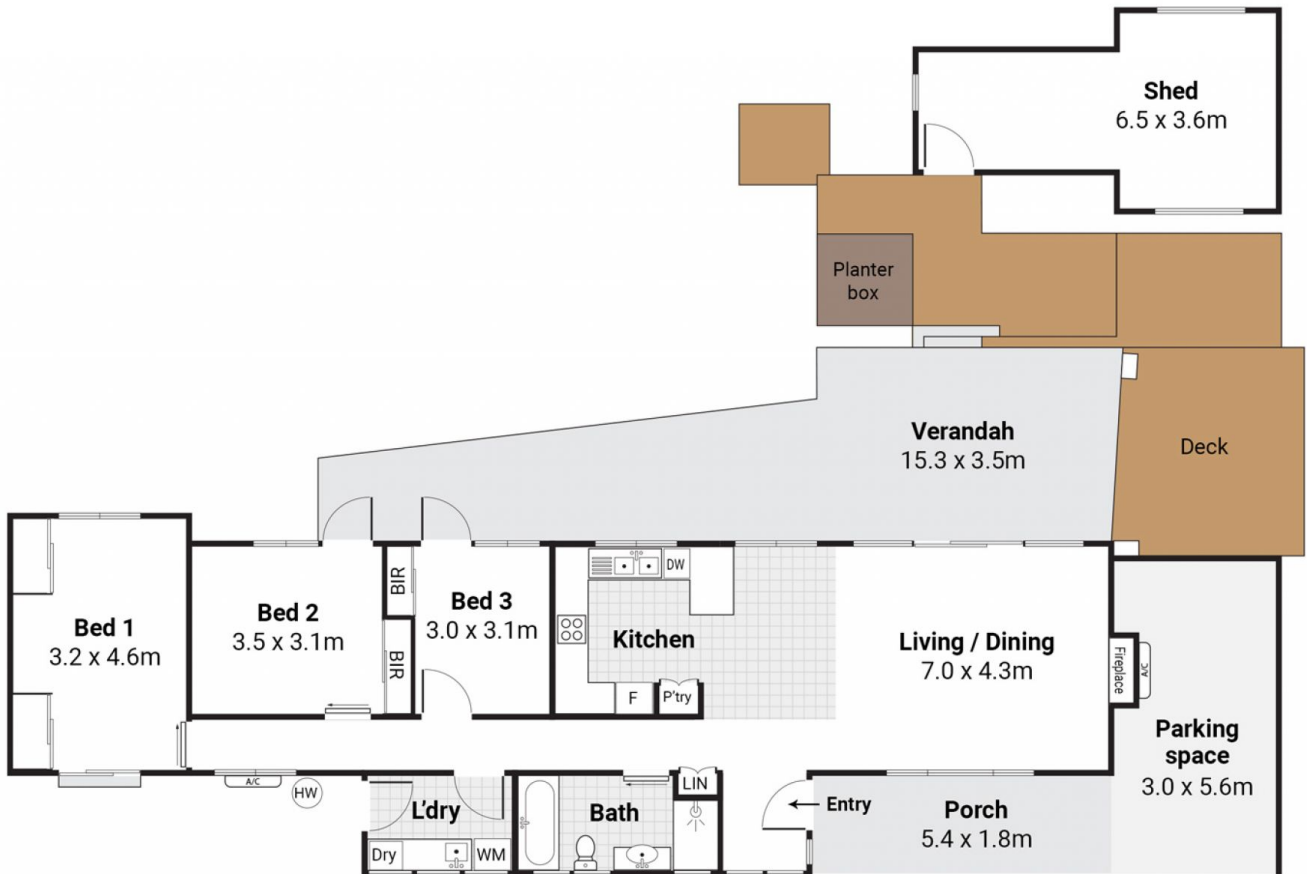 Shed
6.5 x 3.6m
Planter
box
Verandah
15.3 x 3.5m
Deck
Bed 1
3.2 x 4.6m
Bed 2
3.5 x 3.1m
BIR
BIR
Bed 3
3.0 x 3.1m
DW
Kitchen
F
P'try
Living / Dining
7.0 x 4.3m
Fireplace
A/C
Parking
space
3.0 x 5.6m
A/C
HW
L'dry
Dry
WM
Bath
LIN
Entry
Porch
5.4 x 1.8m